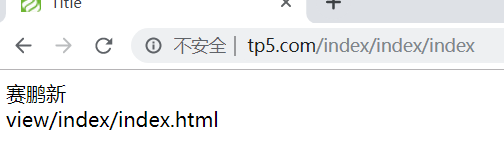 Title
不安全 | tp5.com/index/index/index
赛鹏新
view/index/index.html